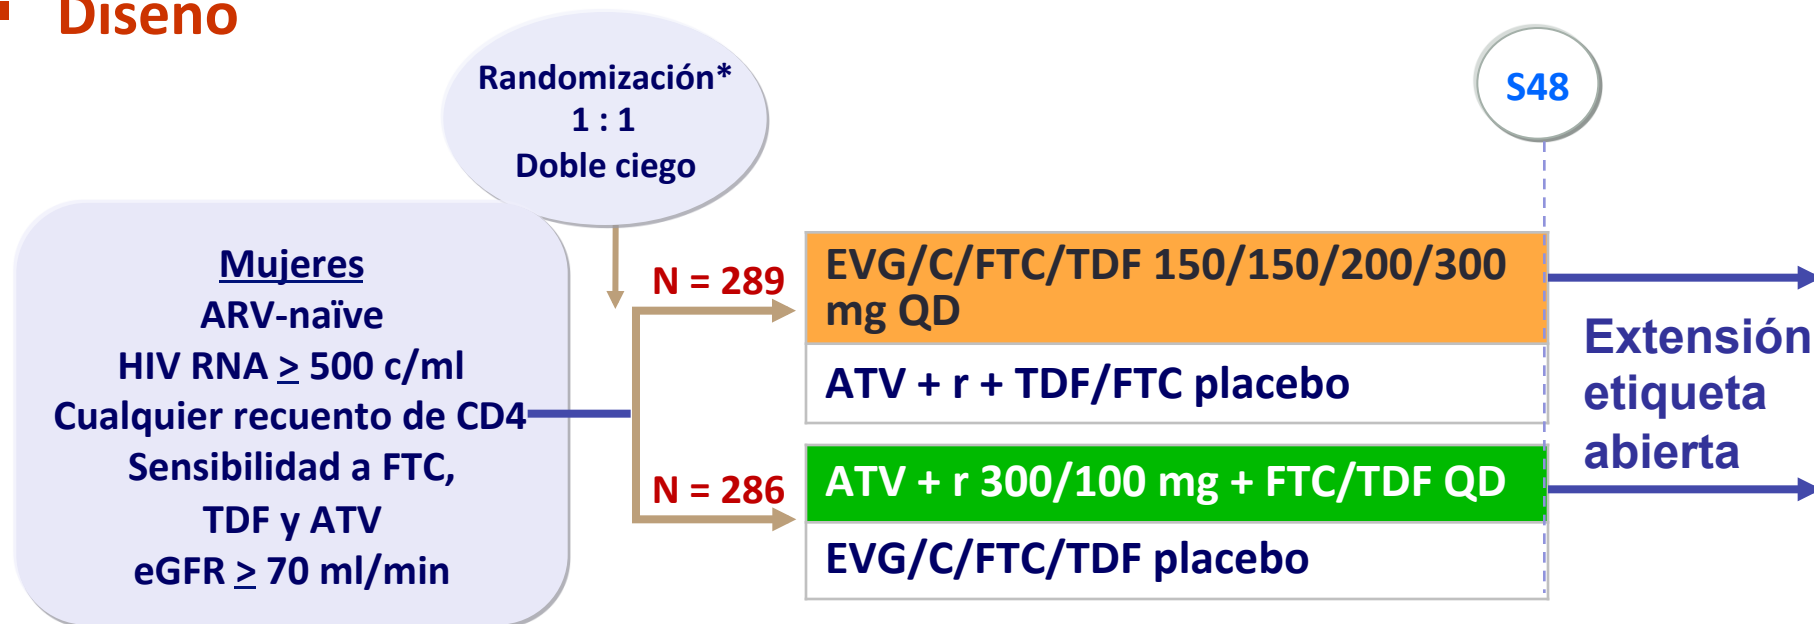 Diseño
Randomización*
1 : 1
Doble ciego
S48
Mujeres
ARV-naïve
HIV RNA ≥ 500 c/ml
Cualquier recuento de CD4
Sensibilidad a FTC,
TDF y ATV
eGFR ≥ 70 ml/min
N = 289
N = 286
EVG/C/FTC/TDF 150/150/200/300
mg QD
ATV + r + TDF/FTC placebo
ATV + r 300/100 mg + FTC/TDF QD
EVG/C/FTC/TDF placebo
Extensión
etiqueta
abierta